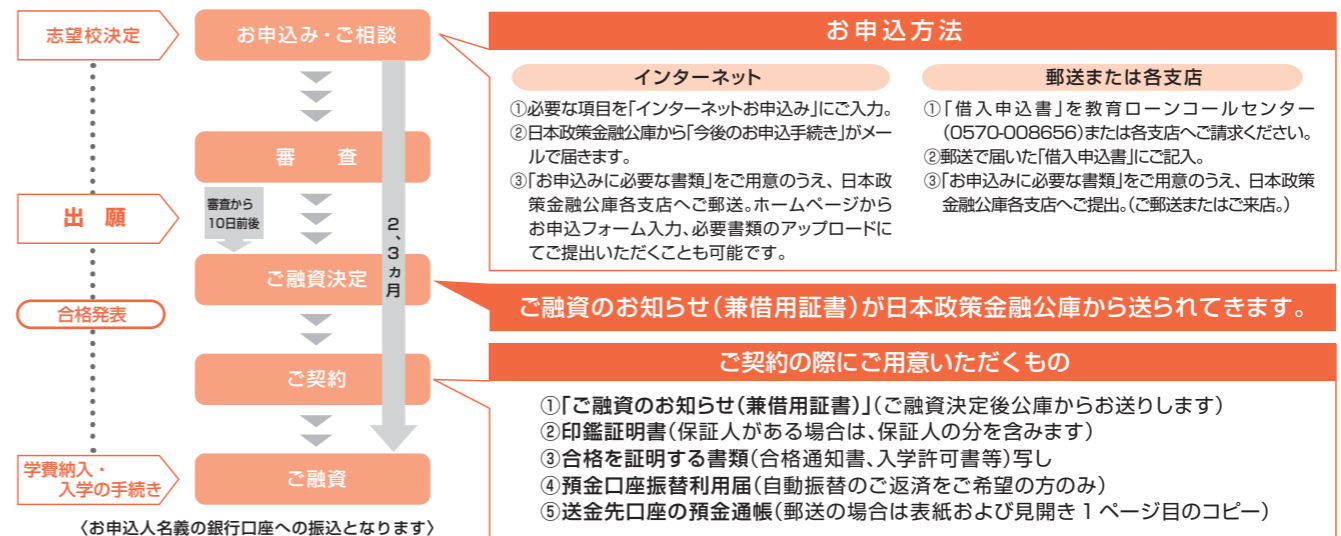 志望校決定
お申込み・ご相談
審　査
出　願
審査から
10日前後
2、3ヵ月
ご融資決定
合格発表
ご契約
学費納入・
入学の手続き
ご融資
〈お申込人名義の銀行口座への振込となります〉
お申込方法
インターネット
①必要な項目を「インターネットお申込み」にご入力。
②日本政策金融公庫から「今後のお申込手続き」がメー
ルで届きます。
③「お申込みに必要な書類」をご用意のうえ、日本政
策金融公庫各支店へご郵送。ホームページから
お申込フォーム入力、必要書類のアップロードに
てご提出いただくことも可能です。
郵送または各支店
①「借入申込書」を教育ローンコールセンター
（0570-008656）または各支店へご請求ください。
②郵送で届いた「借入申込書」にご記入。
③「お申込みに必要な書類」をご用意のうえ、日本政策
金融公庫各支店へご提出。（ご郵送またはご来店。）
ご融資のお知らせ（兼借用証書）が日本政策金融公庫から送られてきます。
ご契約の際にご用意いただくもの
①「ご融資のお知らせ（兼借用証書）」（ご融資決定後公庫からお送りします）
②印鑑証明書（保証人がある場合は、保証人の分を含みます）
③合格を証明する書類（合格通知書、入学許可書等）写し
④預金口座振替利用届（自動振替のご返済をご希望の方のみ）
⑤送金先口座の預金通帳（郵送の場合は表紙および見開き1ページ目のコピー）